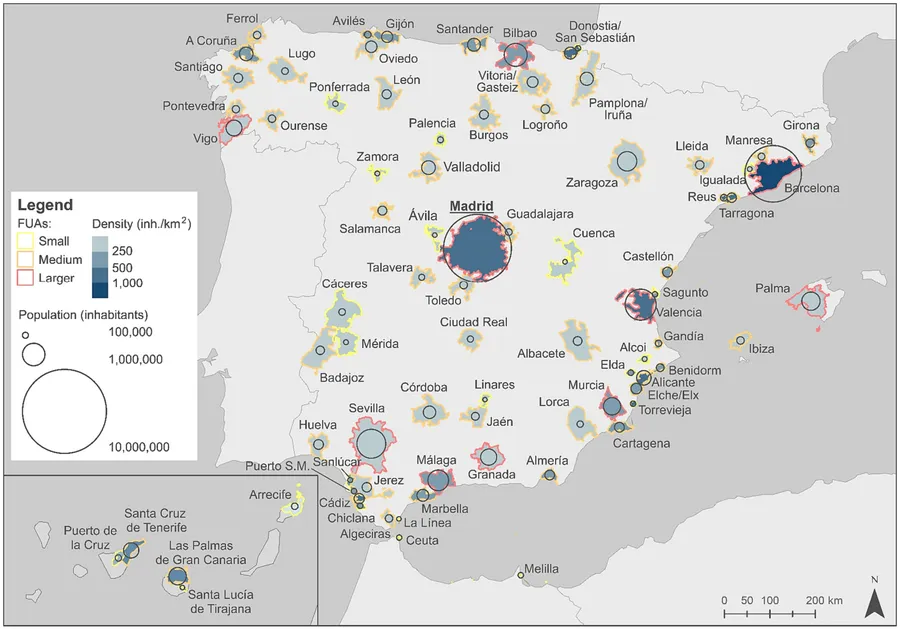 Ferrol
Avilés
Gijón
Santander
Bilbao
Donostia/
San Sebastián
A Coruña
Lugo
Oviedo
Santiago
León
Vitoria/
Gasteiz
Ponferrada
Pamplona/
Iruña
Pontevedra
Ourense
Palencia
Burgos
Logroño
Vigo
Girona
Manresa
Lleida
Zamora
Valladolid
Zaragoza
Igualada
Barcelona
Reus
Tarragona
Legend
FUAs:
Density (inh./km2)
Small
Medium
Larger
250
500
1,000
Population (inhabitants)
100,000
1,000,000
10,000,000
Madrid
Ávila
Guadalajara
Salamanca
Cuenca
Castellón
Talavera
Toledo
Cáceres
Sagunto
Palma
Valencia
Ciudad Real
Gandía
Mérida
Albacete
Alcoi
Ibiza
Elda
Benidorm
Badajoz
Alicante
Murcia
Elche/Elx
Córdoba
Linares
Lorca
Torrevieja
Sevilla
Jaén
Cartagena
Huelva
Málaga
Granada
Almería
Puerto S.M.
Sanlúcar
Jerez
Cádiz
Marbella
Chiclana
La Línea
Algeciras
Ceuta
Melilla
Arrecife
Santa Cruz
de Tenerife
Puerto de
la Cruz
Las Palmas
de Gran Canaria
Santa Lucía
de Tirajana
N
0 50 100 200 km